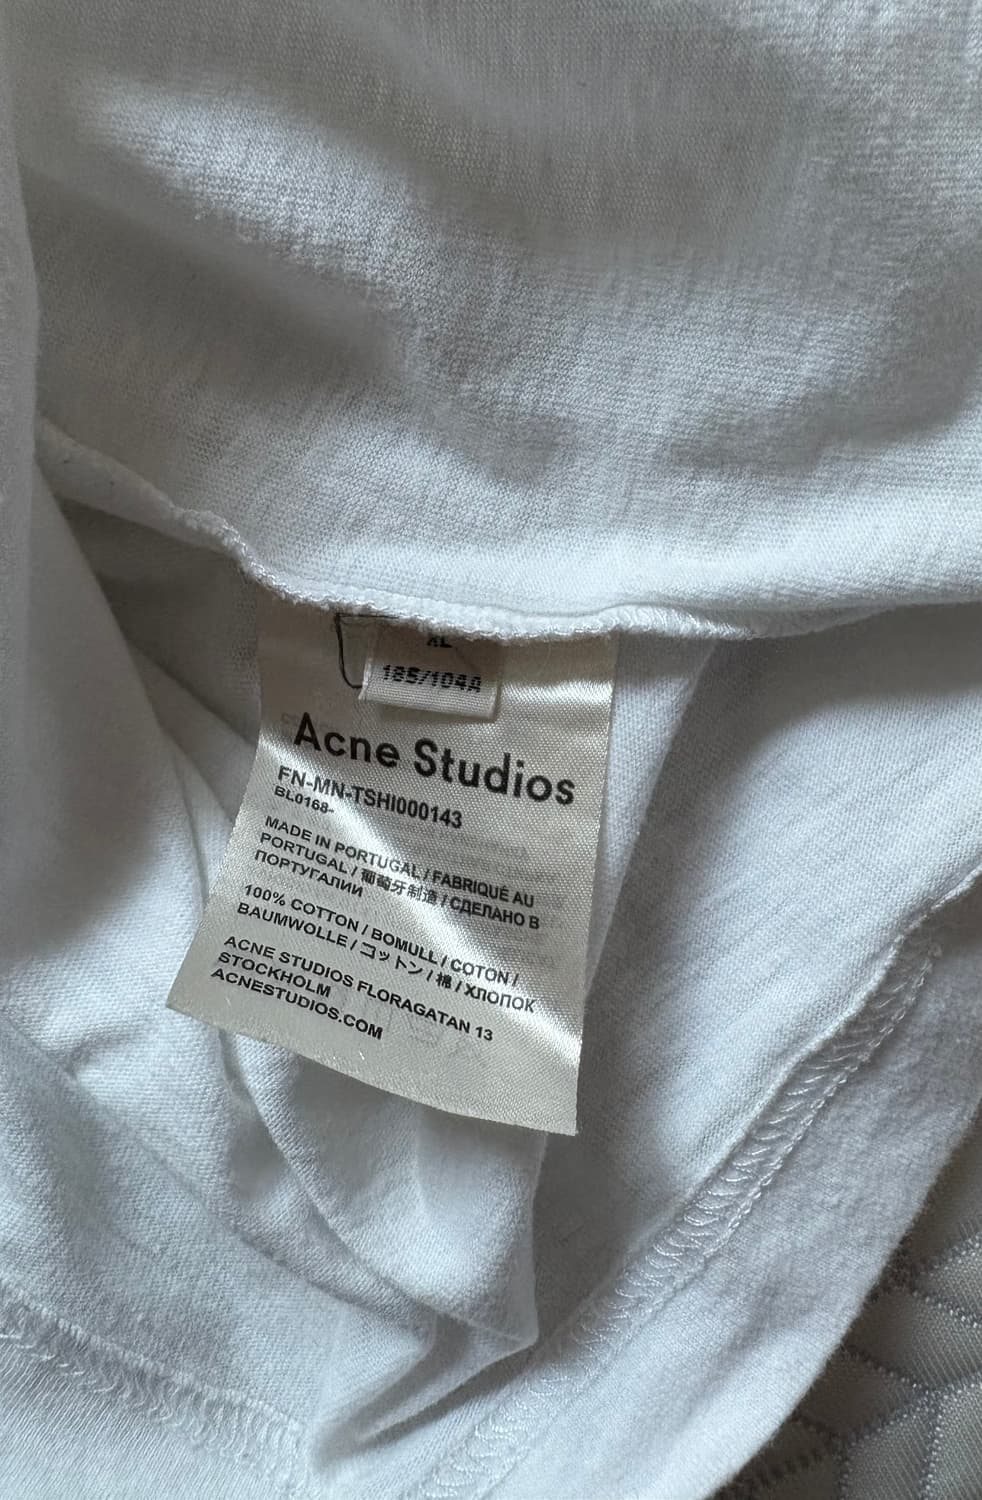 XL
185/104A
Acne Studios
FN-MN-TSHI000143
BL0168-
MADE IN PORTUGAL / FABRIQUÉ AU
PORTUGAL / 葡萄牙制造 / СДЕЛАНО В
ПОРТУГАЛИИ
100% COTTON / BOMULL / COTON /
BAUMWOLLE / コットン / 棉 / ХЛОПОК
ACNE STUDIOS FLORAGATAN 13
STOCKHOLM
ACNESTUDIOS.COM